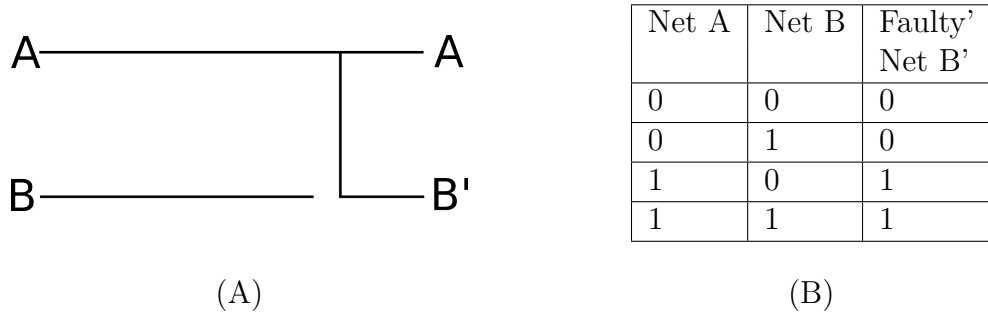 A A
B B'
(A)
Net A Net B Faulty'
Net B'
0 0 0
0 1 0
1 0 1
1 1 1
(B)